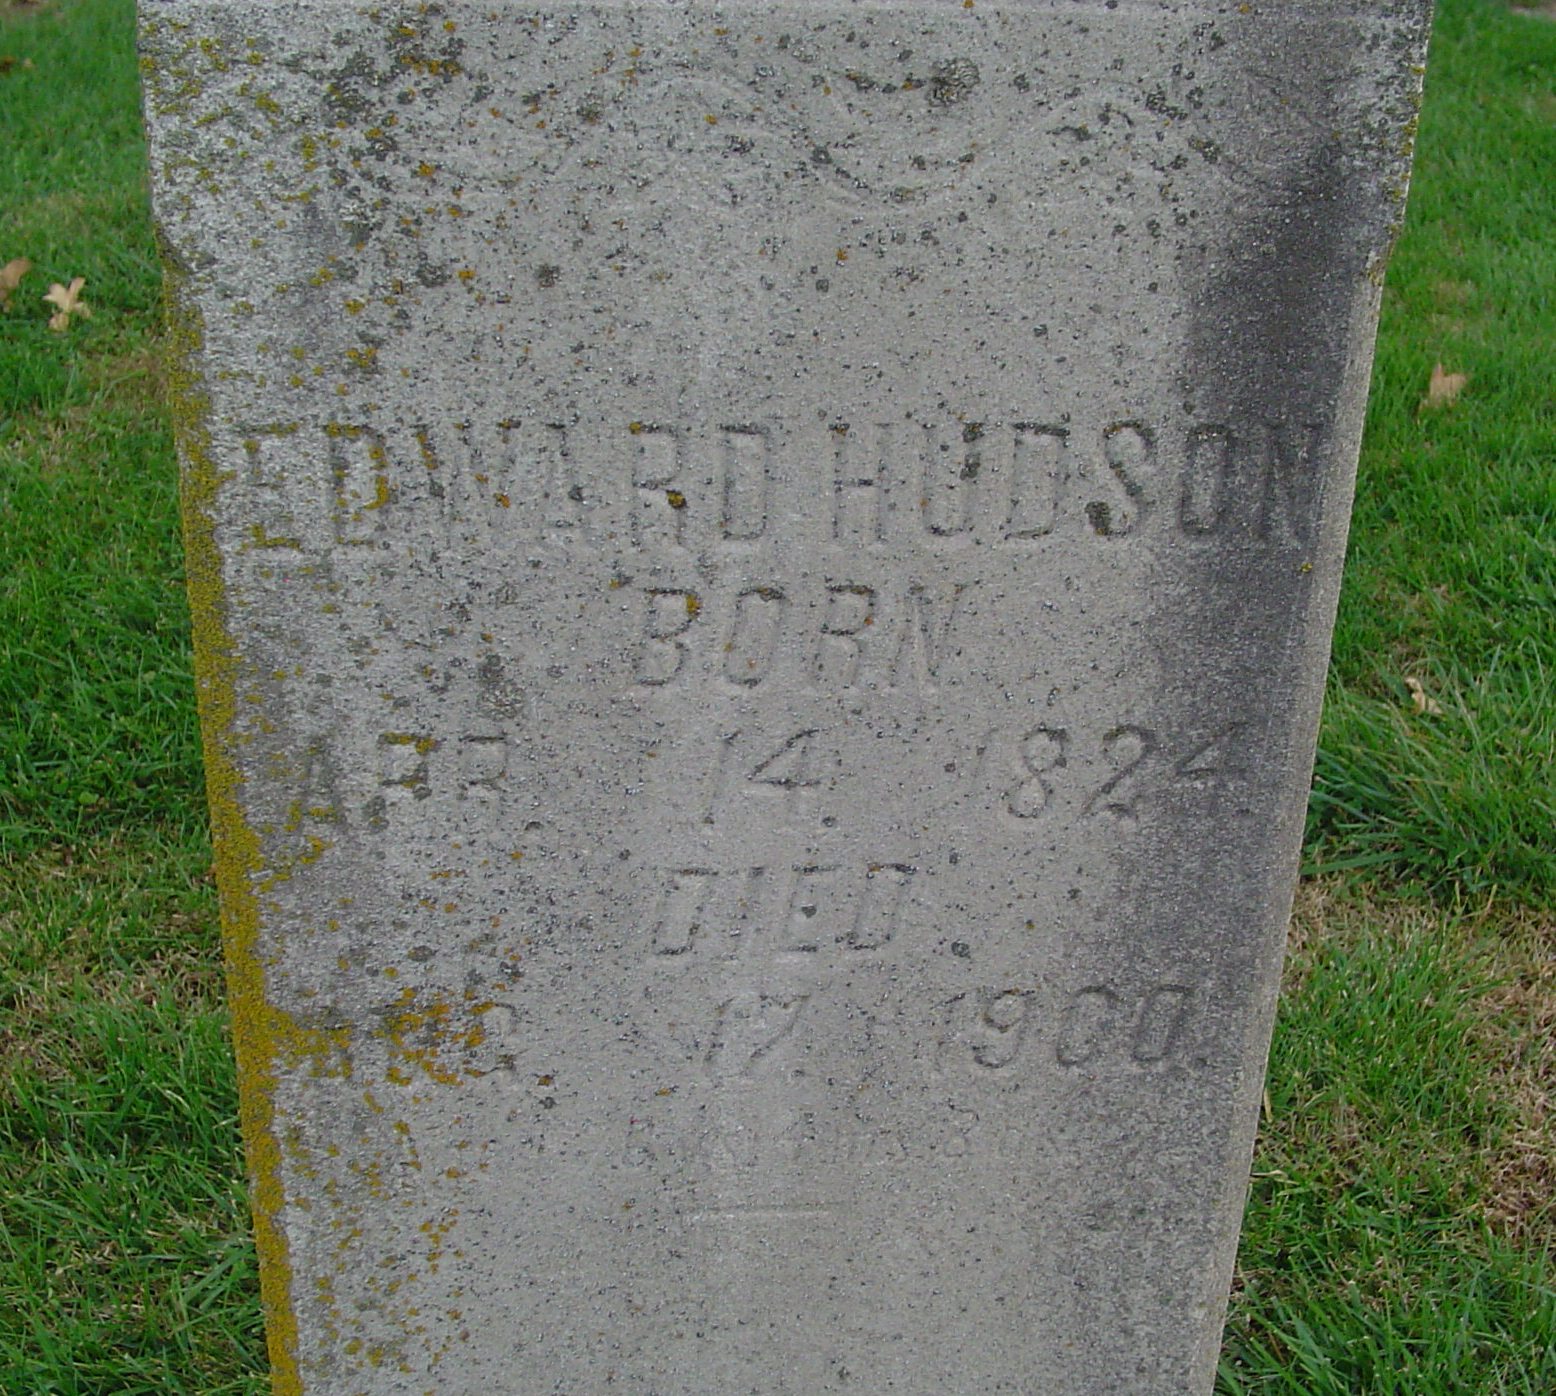 EDWARD HUDSON
BORN
APR. 14. 1824
DIED
17. 1900.